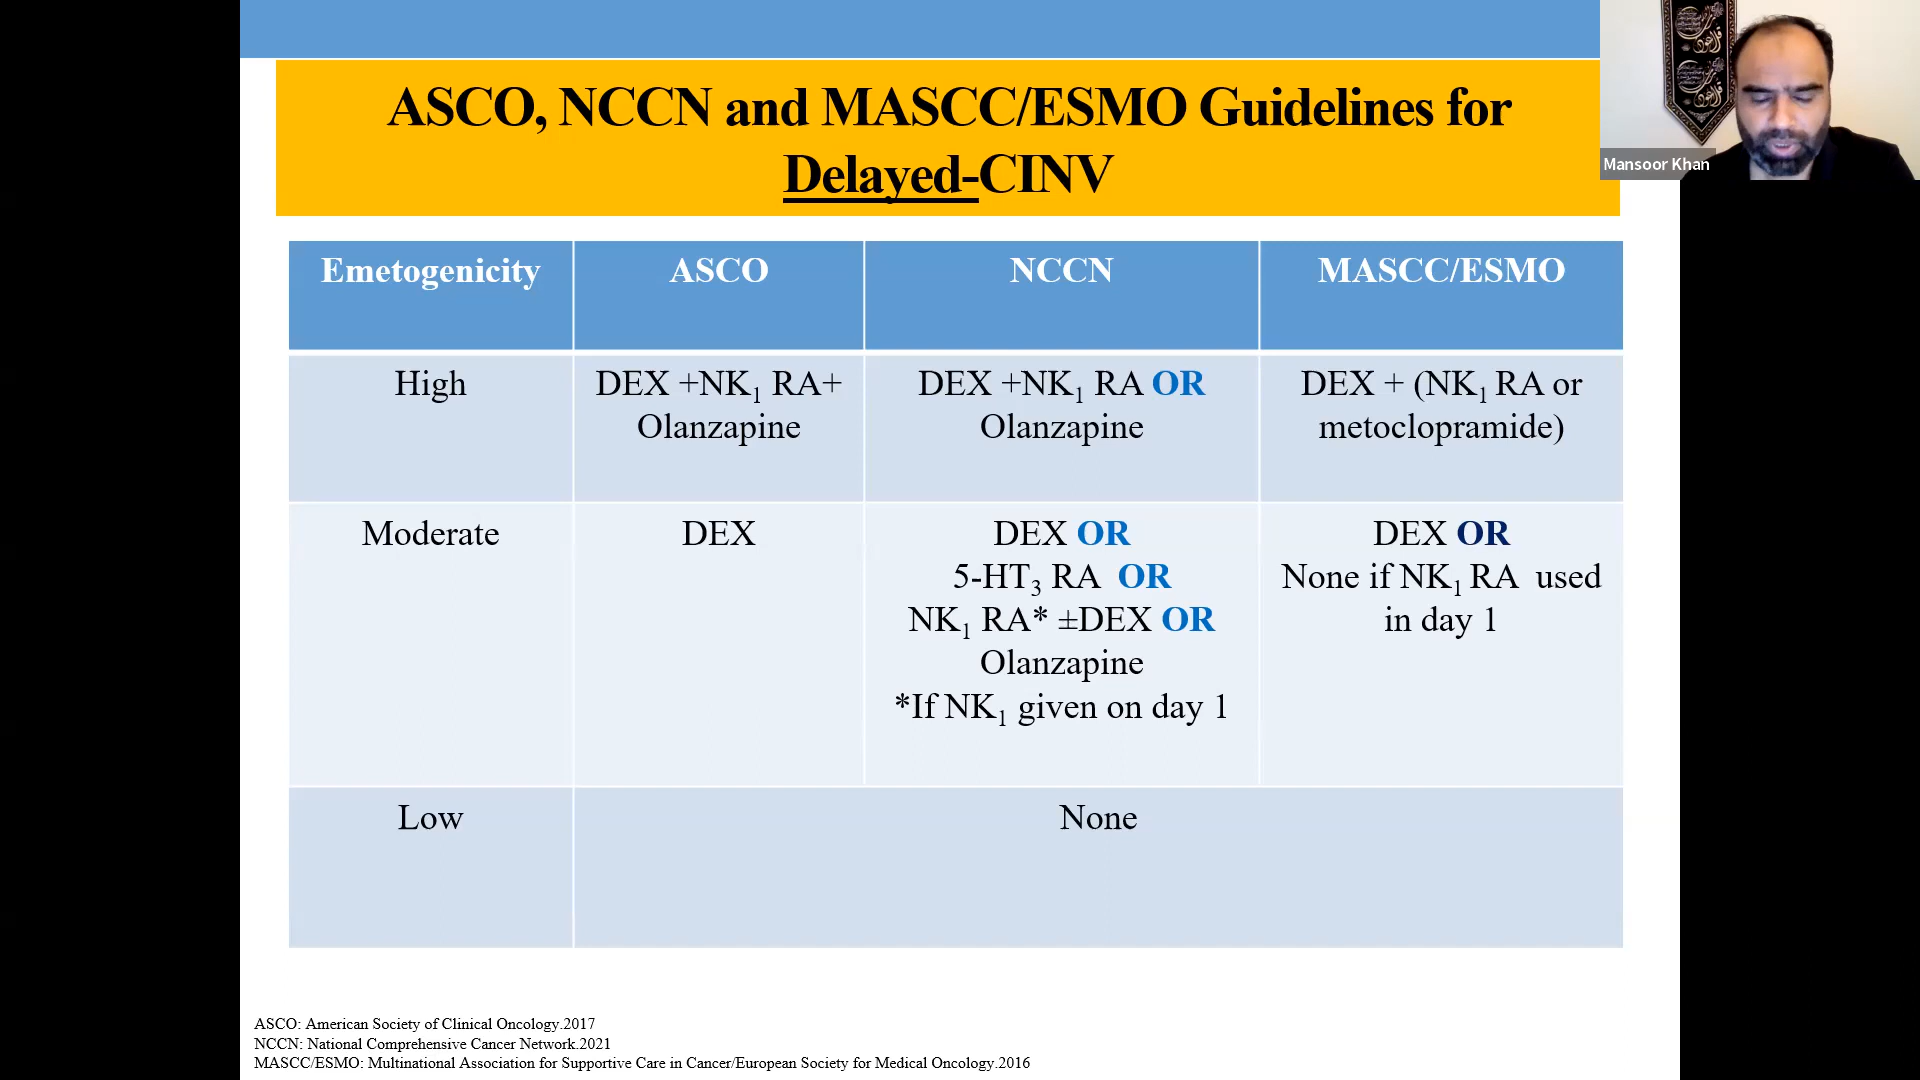 ASCO, NCCN and MASCC/ESMO Guidelines for
Delayed-CINV
Mansoor Khan
Emetogenicity ASCO NCCN MASCC/ESMO
High
DEX +NK1 RA+
Olanzapine
DEX +NK1 RA OR
Olanzapine
DEX + (NK1 RA or
metoclopramide)
Moderate
DEX
DEX OR
5-HT3 RA OR
NK1 RA* ±DEX OR
Olanzapine
*If NK1 given on day 1
DEX OR
None if NK1 RA used
in day 1
Low
None
ASCO: American Society of Clinical Oncology.2017
NCCN: National Comprehensive Cancer Network.2021
MASCC/ESMO: Multinational Association for Supportive Care in Cancer/European Society for Medical Oncology.2016